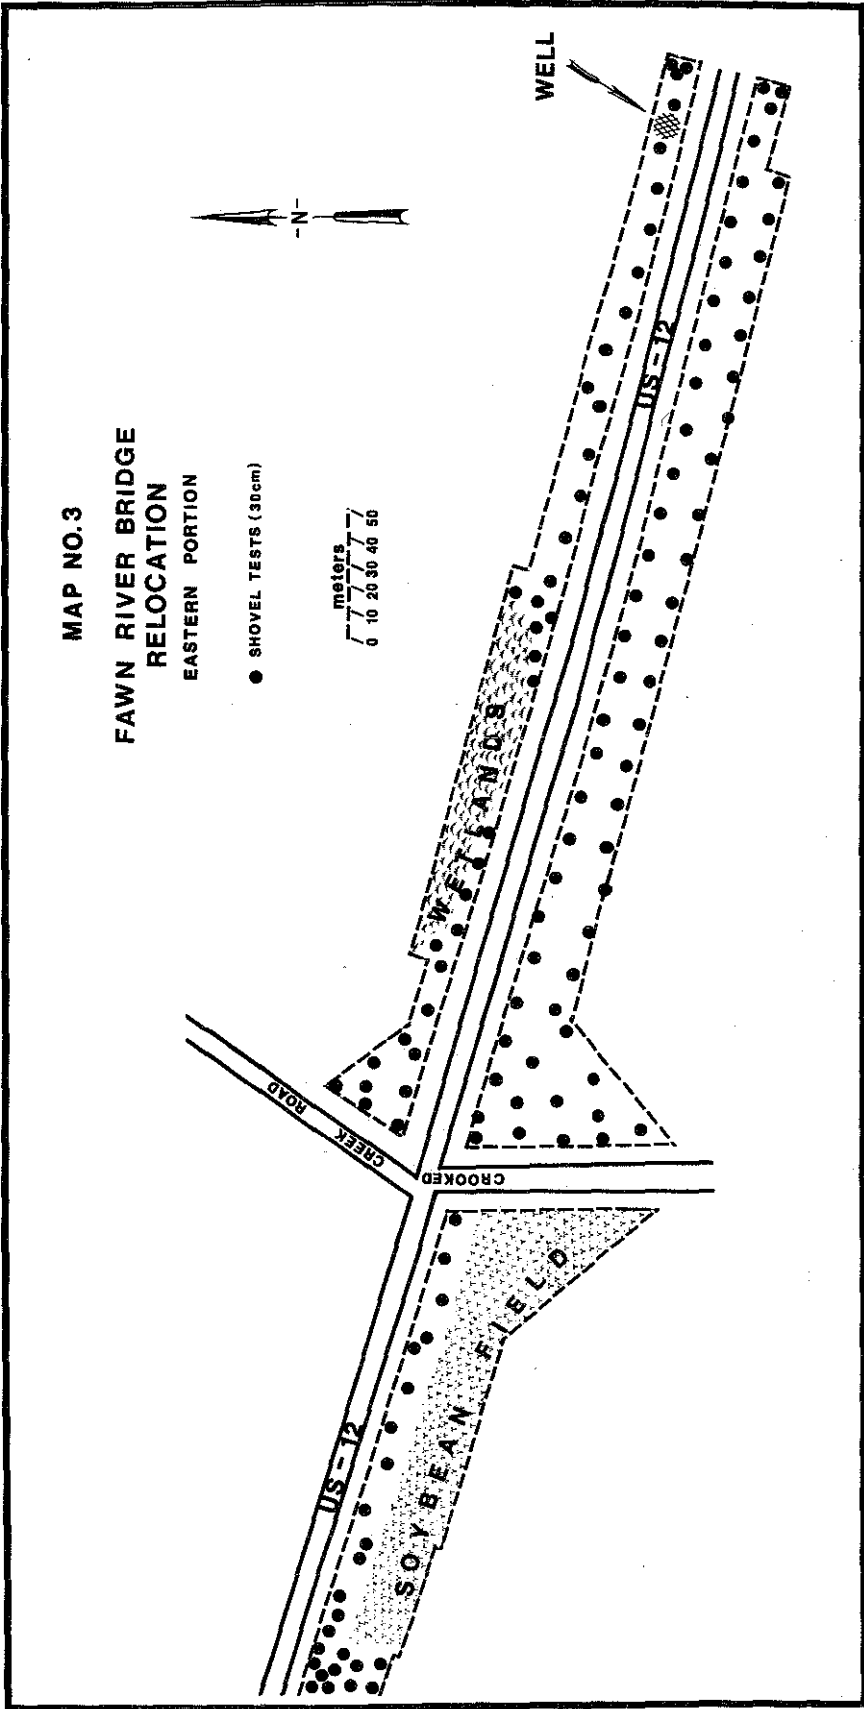 MAP NO. 3
FAWN RIVER BRIDGE
RELOCATION
EASTERN PORTION
● SHOVEL TESTS (30cm)
meters
0 10 20 30 40 50
-N-
WELL
US - 12
WETLANDS
ROAD
CREEK
CROOKED
US - 12
SOYBEAN FIELD